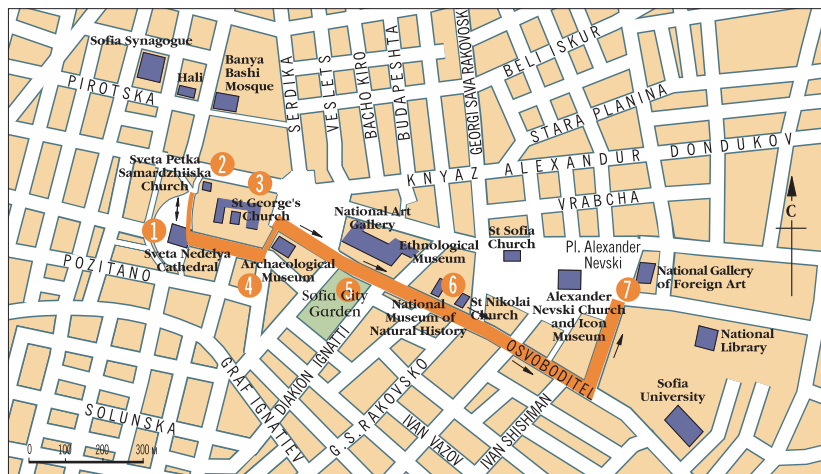 Sofia Synagogue
Hali
Banya
Bashi
Mosque
PIROTSKA
SERDIKA
VESLETS
BACHO KIRO
BUDAPESHTA
GEORGI SAVA RAKOVOSK
BELI ISKUR
STARA PLANINA
KNYAZ ALEXANDUR DONDUKOV
VRABCHA
C
Sveta Petka
Samardzhiiska
Church
2
3
St George's
Church
1
Sveta Nedelya
Cathedral
POZITANO
4
Archaeological
Museum
National Art
Gallery
Ethnological
Museum
St Sofia
Church
Pl. Alexander
Nevski
National Gallery
of Foreign Art
5
Sofia City
Garden
6
National
Museum of
Natural History
St Nikolai
Church
7
Alexander
Nevski Church
and Icon
Museum
National
Library
OSVOBODITEL
Sofia
University
GRAF IGNATIEV
DIAKION IGNATTI
G.S. RAKOVSKO
IVAN VAZOV
IVAN SHISHMAN
SOLUNSKA
0 100 200 300 M